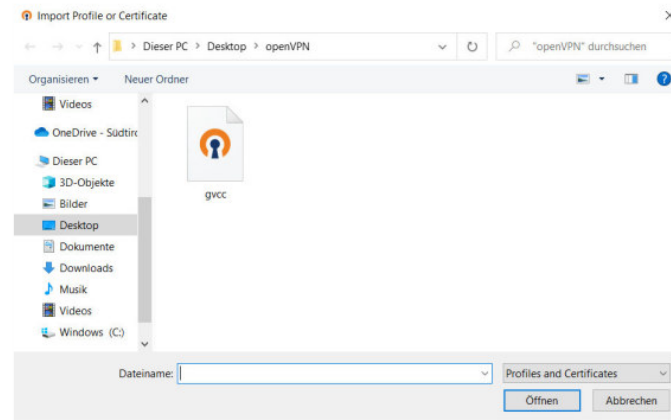 Import Profile or Certificate
Dieser PC > Desktop > openVPN
"openVPN" durchsuchen
Organisieren
Neuer Ordner
Videos
OneDrive - Südtirc
Dieser PC
3D-Objekte
Bilder
Desktop
Dokumente
Downloads
Musik
Videos
Windows (C:)
gvcc
Dateiname:
Profiles and Certificates
Öffnen
Abbrechen